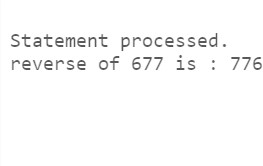 Statement processed.
reverse of 677 is : 776